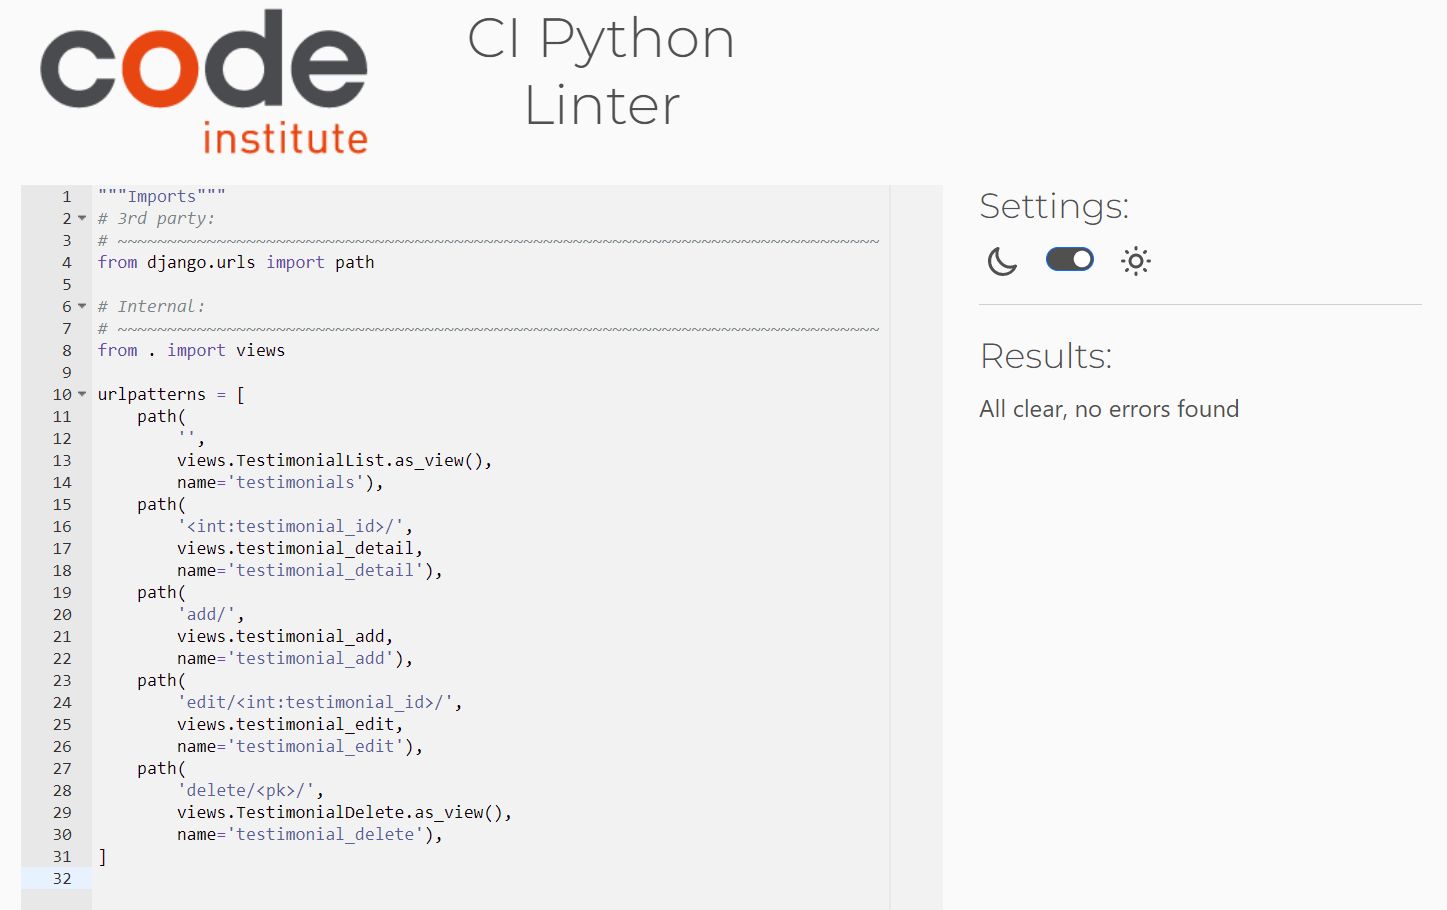 code
institute
CI Python
Linter
1 """Imports"""
2 # 3rd party:
3 # ~~~~~~~~~~~~~~~~~~~~~~~~~~~~~~~~~~~~~~~~~~~~~~~~~~~~~~~~~~~~~~~~~~~~~~~~~~~~~
4 from django.urls import path
5
6 # Internal:
7 # ~~~~~~~~~~~~~~~~~~~~~~~~~~~~~~~~~~~~~~~~~~~~~~~~~~~~~~~~~~~~~~~~~~~~~~~~~~~~~
8 from . import views
9
10 urlpatterns = [
11     path(
12         '',
13         views.TestimonialList.as_view(),
14         name='testimonials'),
15     path(
16         '<int:testimonial_id>/',
17         views.testimonial_detail,
18         name='testimonial_detail'),
19     path(
20         'add/',
21         views.testimonial_add,
22         name='testimonial_add'),
23     path(
24         'edit/<int:testimonial_id>/',
25         views.testimonial_edit,
26         name='testimonial_edit'),
27     path(
28         'delete/<pk>/',
29         views.TestimonialDelete.as_view(),
30         name='testimonial_delete'),
31 ]
32
Settings:
Results:
All clear, no errors found